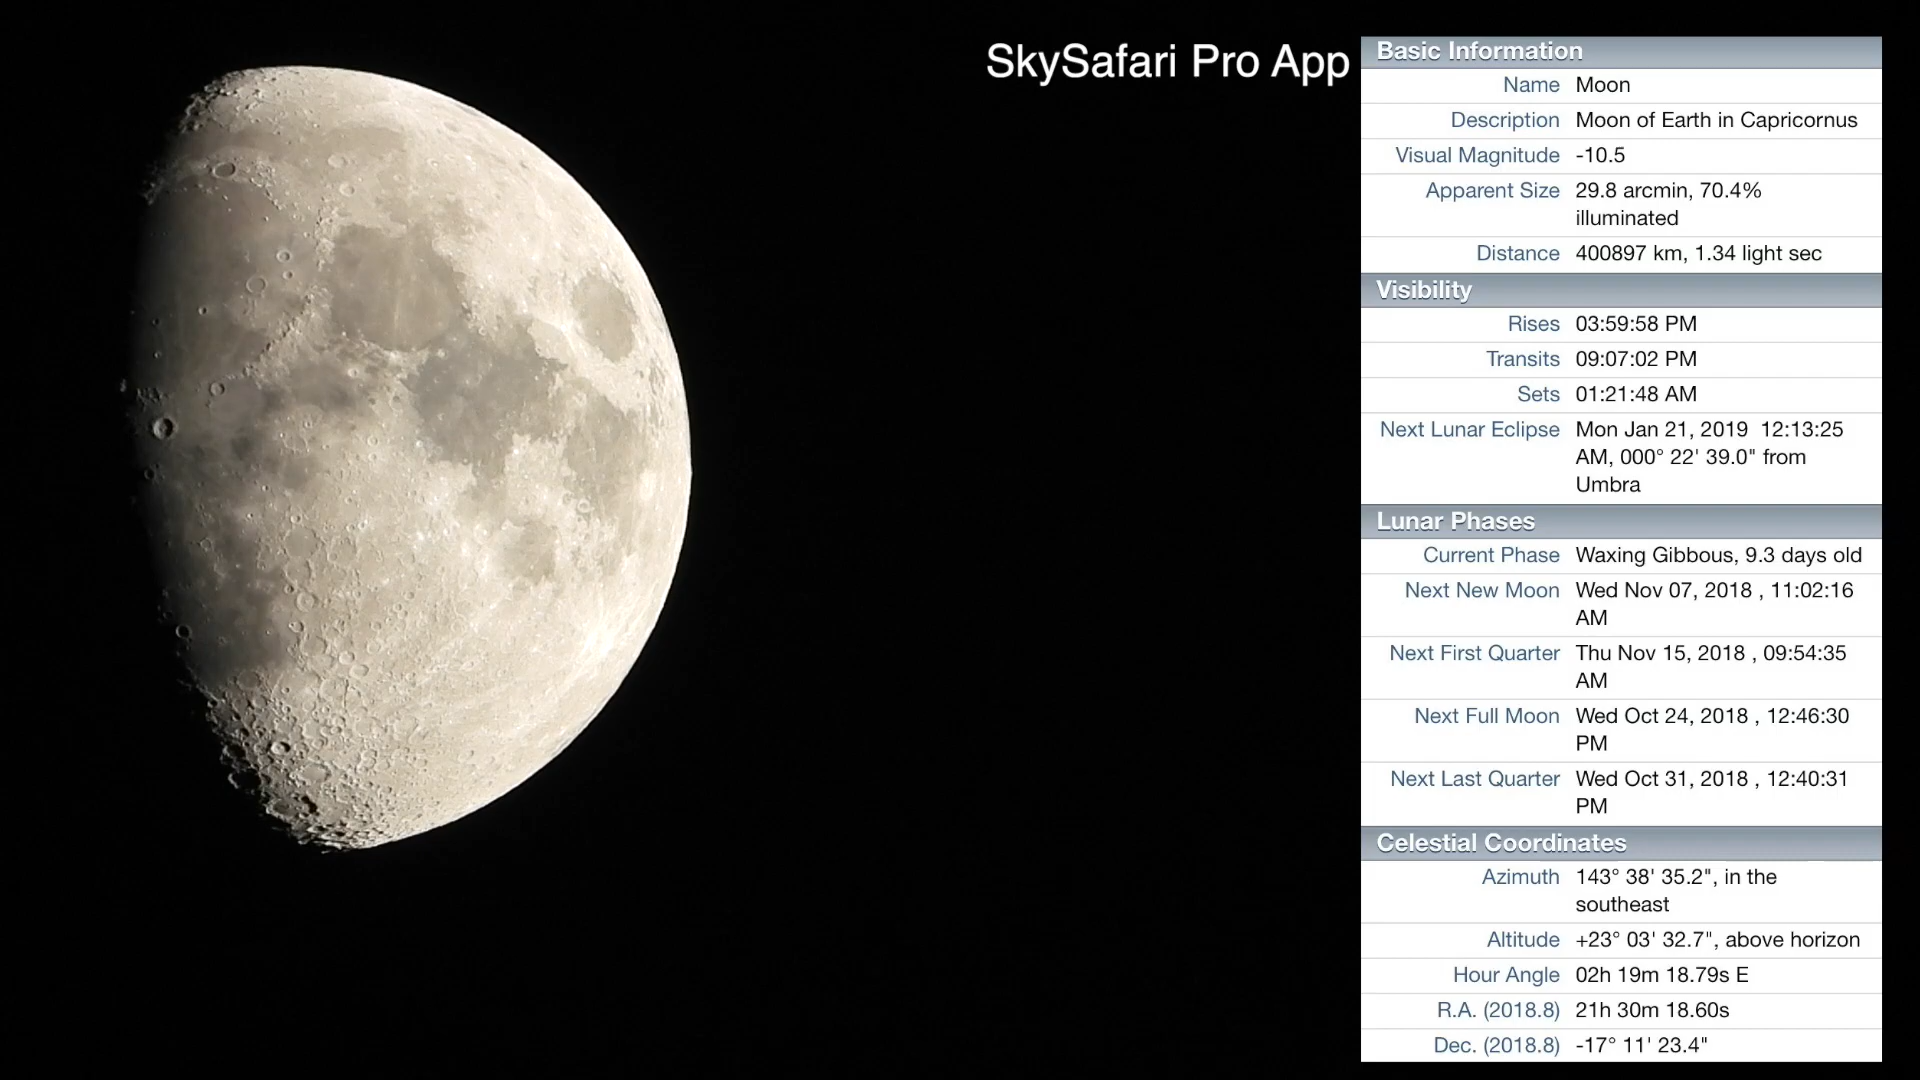 SkySafari Pro App
Basic Information
Name Moon
Description Moon of Earth in Capricornus
Visual Magnitude -10.5
Apparent Size 29.8 arcmin, 70.4%
illuminated
Distance 400897 km, 1.34 light sec
Visibility
Rises 03:59:58 PM
Transits 09:07:02 PM
Sets 01:21:48 AM
Next Lunar Eclipse Mon Jan 21, 2019 12:13:25
AM, 000° 22' 39.0" from
Umbra
Lunar Phases
Current Phase Waxing Gibbous, 9.3 days old
Next New Moon Wed Nov 07, 2018 , 11:02:16
AM
Next First Quarter Thu Nov 15, 2018 , 09:54:35
AM
Next Full Moon Wed Oct 24, 2018 , 12:46:30
PM
Next Last Quarter Wed Oct 31, 2018 , 12:40:31
PM
Celestial Coordinates
Azimuth 143° 38' 35.2", in the
southeast
Altitude +23° 03' 32.7", above horizon
Hour Angle 02h 19m 18.79s E
R.A. (2018.8) 21h 30m 18.60s
Dec. (2018.8) -17° 11' 23.4"